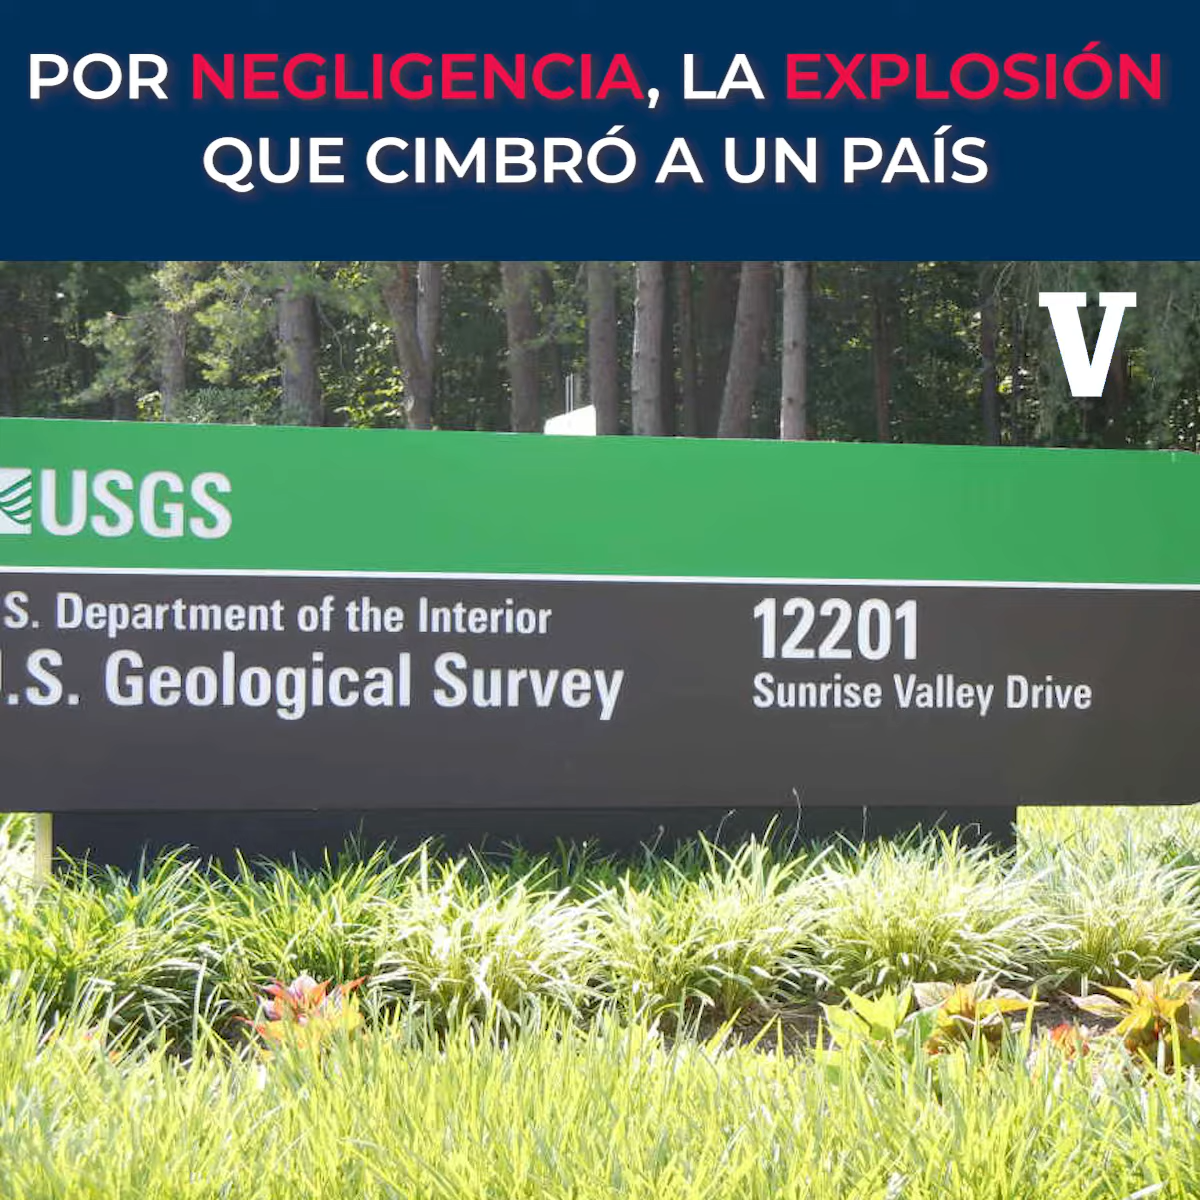 POR NEGLIGENCIA, LA EXPLOSIÓN
QUE CIMBRÓ A UN PAÍS
V
USGS
S. Department of the Interior
.S. Geological Survey
12201
Sunrise Valley Drive